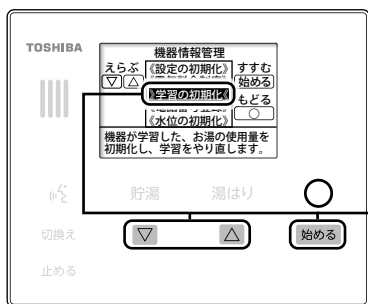 TOSHIBA
機器情報管理
えらぶ 《設定の初期化》 すすむ
▽△ 始める
《学習の初期化》 もどる
○
《水位の初期化》
機器が学習した、お湯の使用量を
初期化し、学習をやり直します。
貯湯 湯はり
切換え ▽ △ 始める
止める